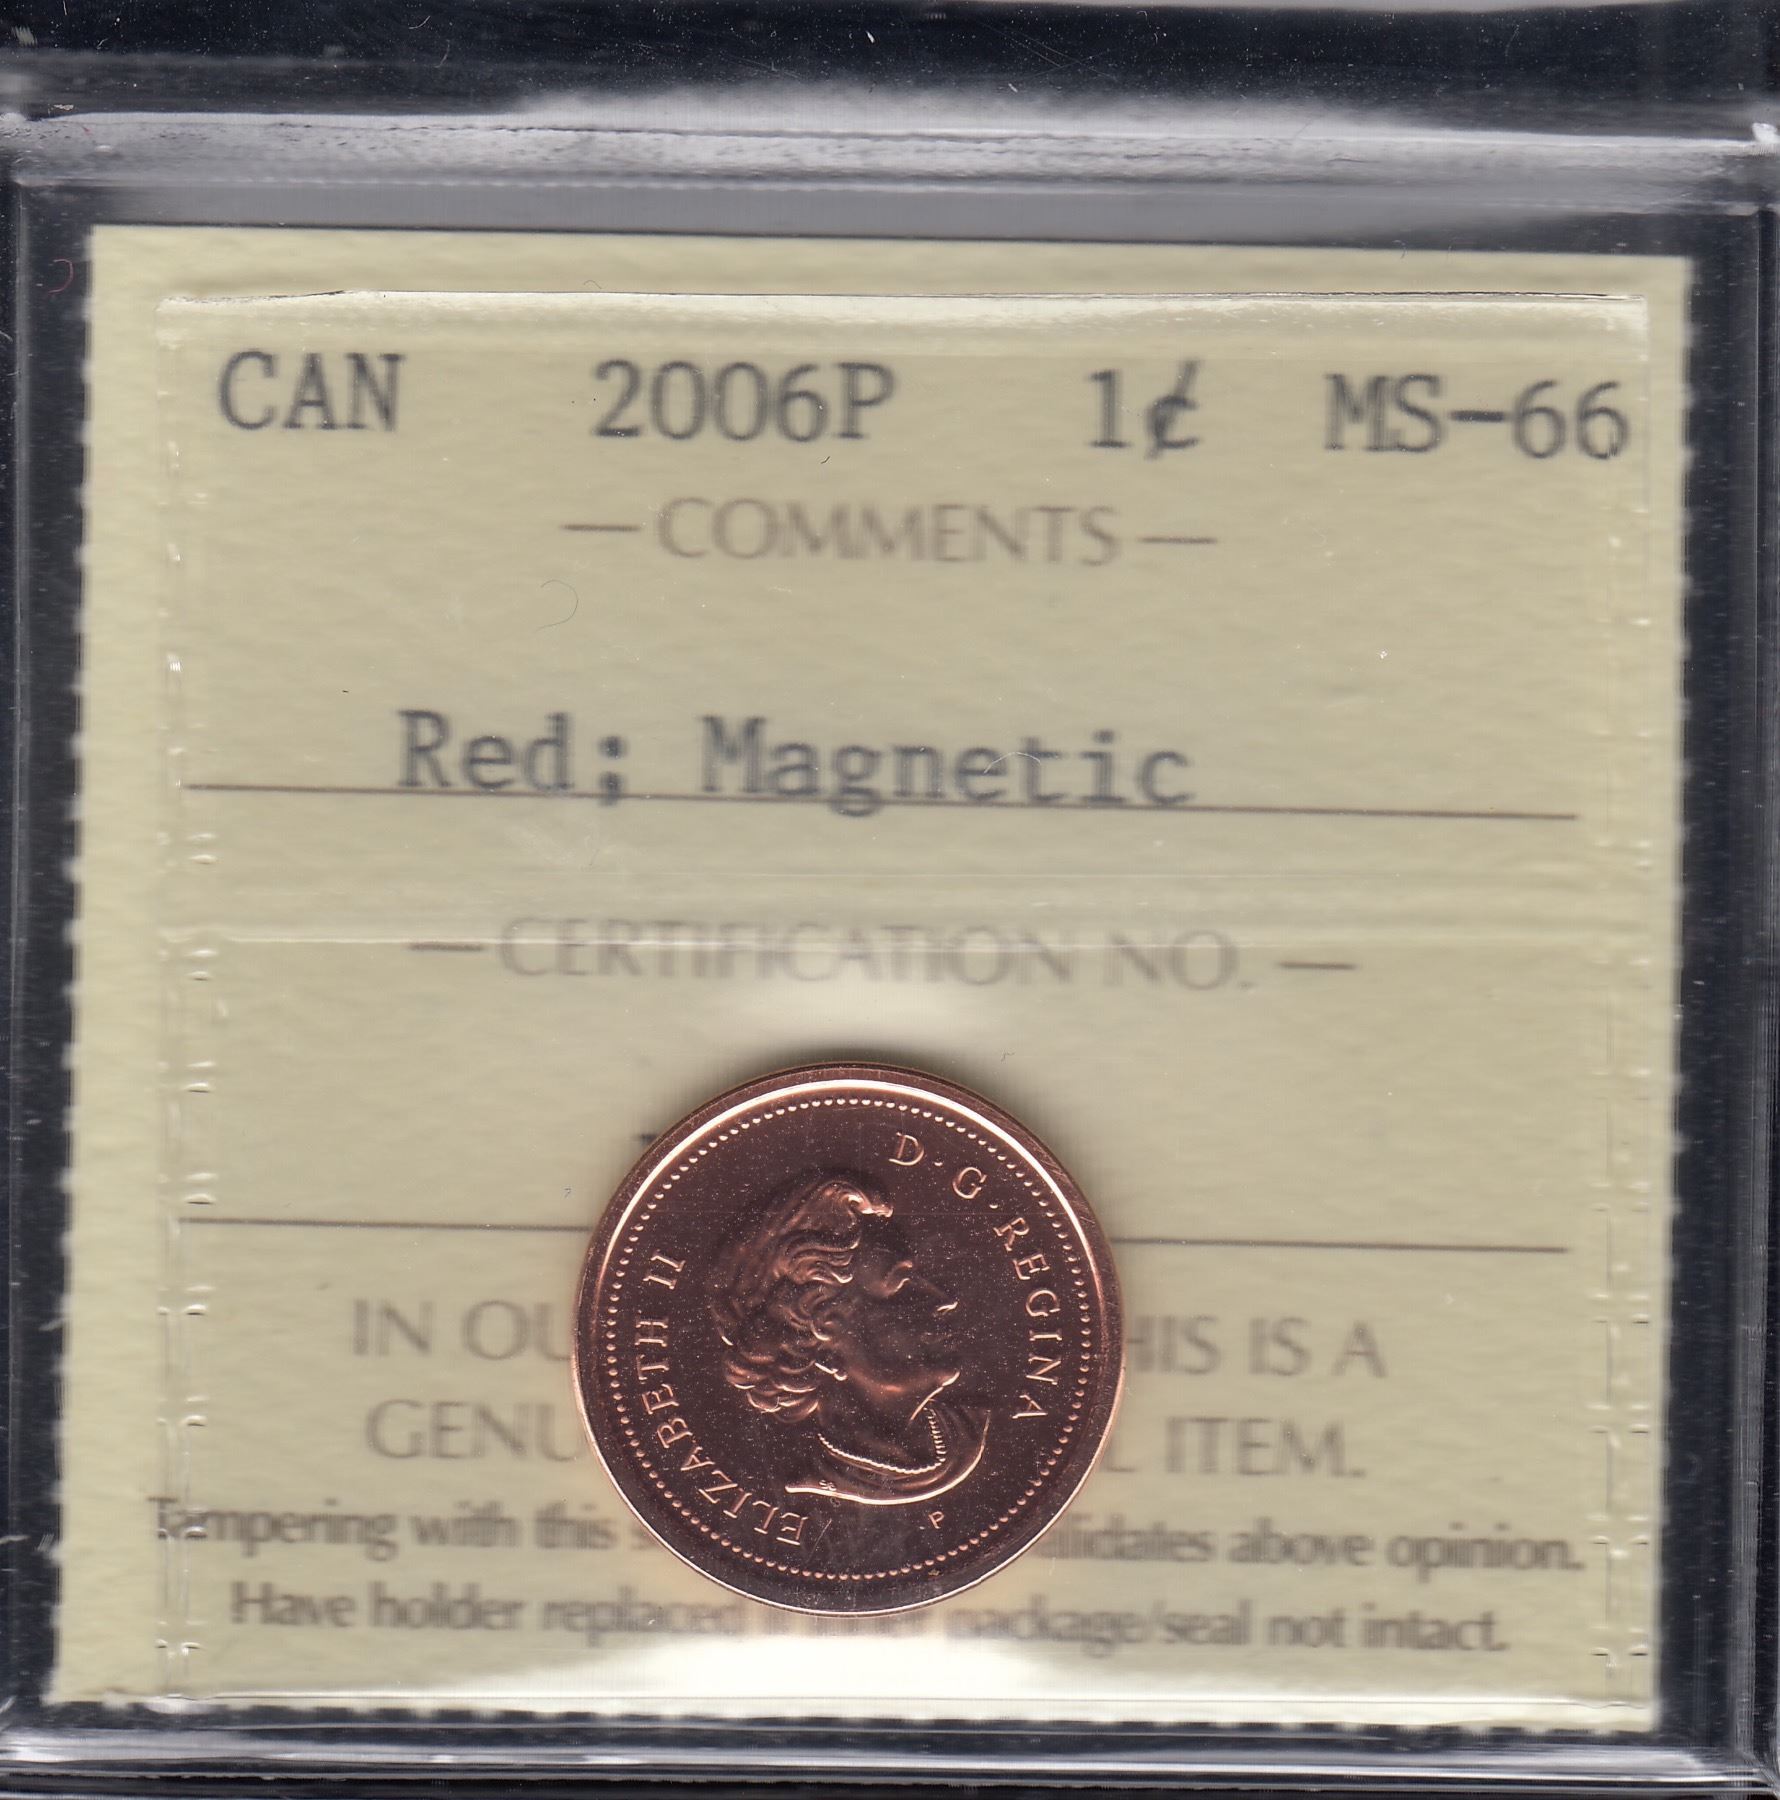 CAN 2006P 1¢ MS-66
— COMMENTS —
Red; Magnetic
— CERTIFICATION NO. —
ELIZABETH II D·G·REGINA
P
IN OU HIS IS A
GENU L ITEM.
Tampering with this s lidates above opinion.
Have holder replaced package/seal not intact.